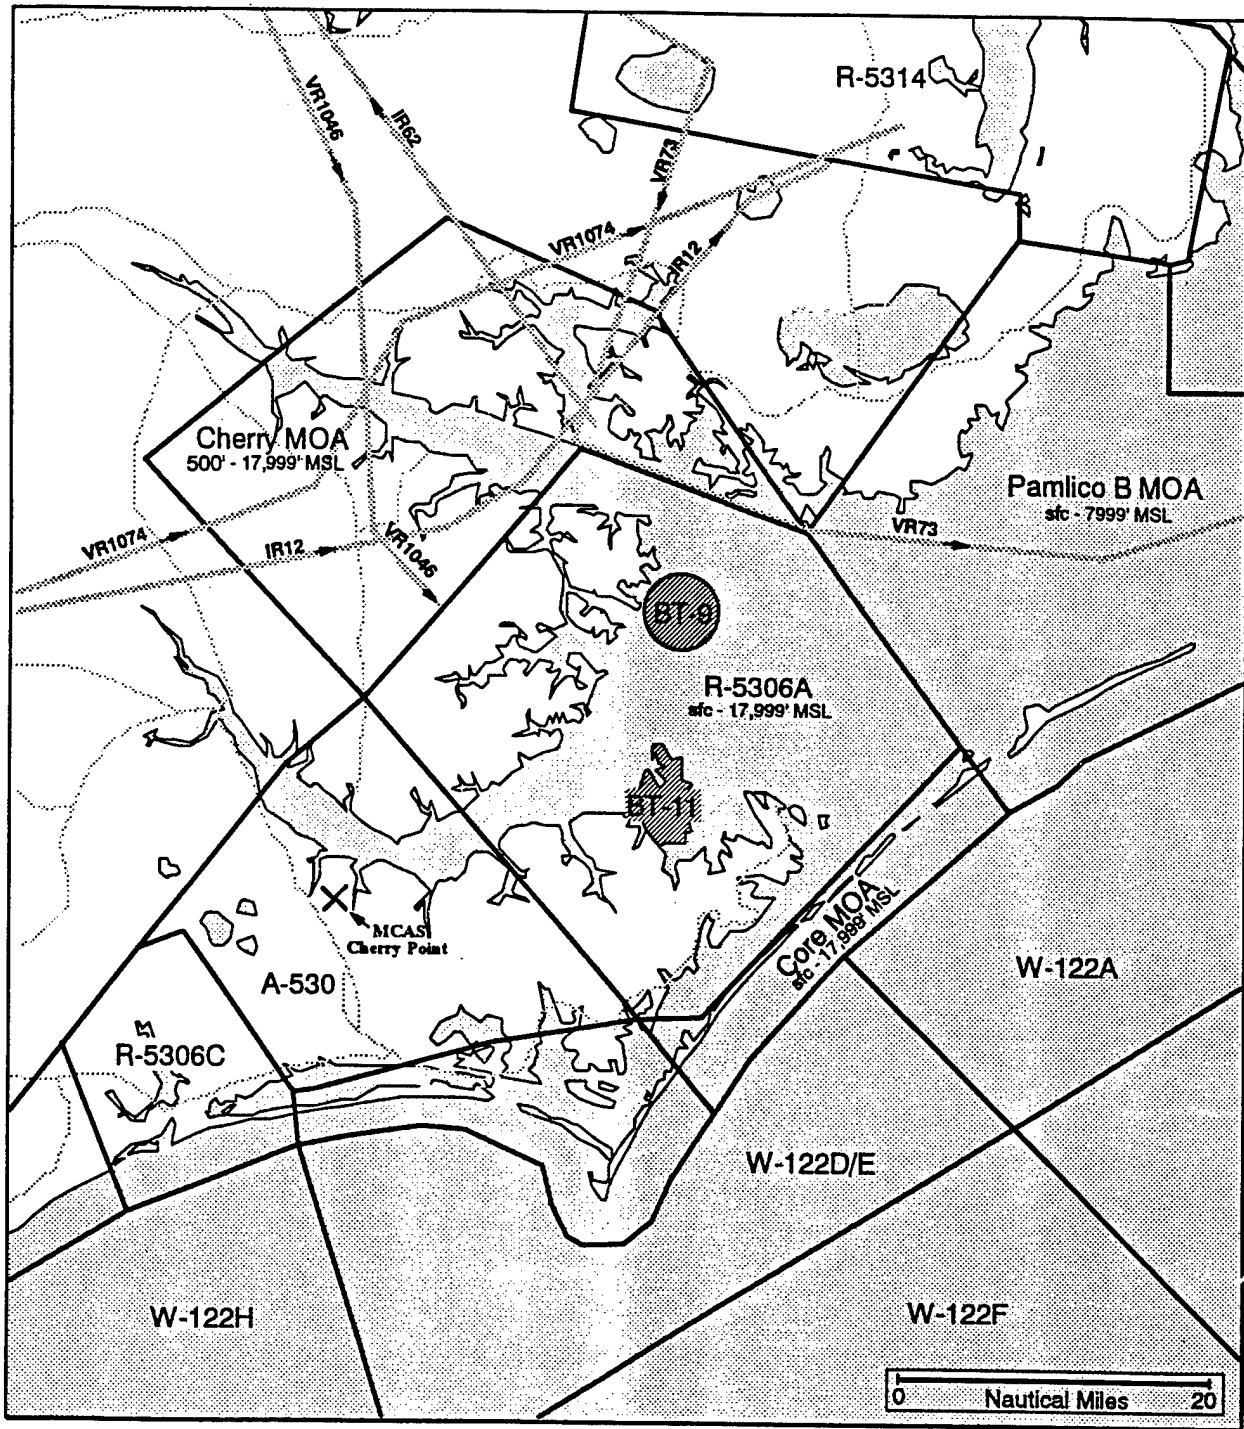 R-5314
VR1046
IR62
VR73
VR1074
IR12
Cherry MOA
500' - 17,999' MSL
Pamlico B MOA
sfc - 7999' MSL
VR73
VR1074
IR12
VR1046
BT-9
R-5306A
sfc - 17,999' MSL
BT-11
MCAS
Cherry Point
Core MOA
sfc - 17,999' MSL
W-122A
A-530
R-5306C
W-122D/E
W-122H
W-122F
0 Nautical Miles 20